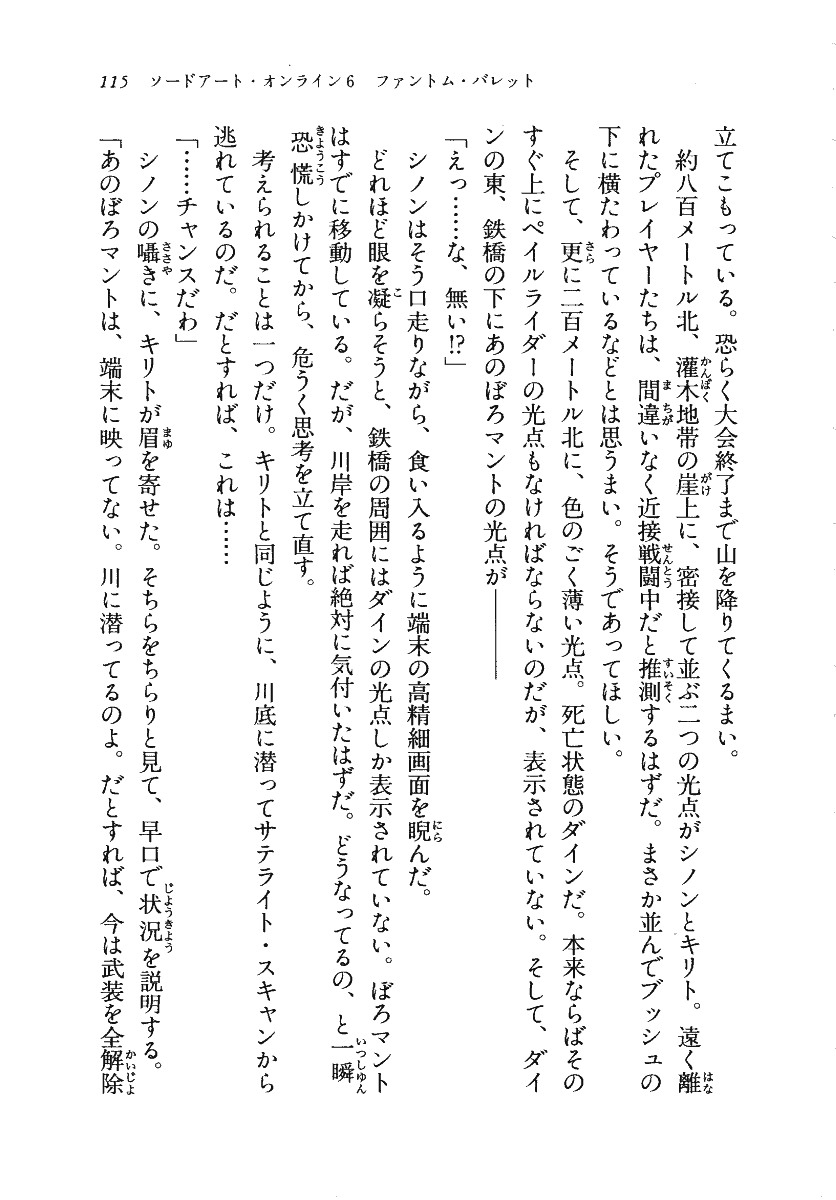 115　ソードアート・オンライン6　ファントム・バレット
立てこもっている。恐らく大会終了まで山を降りてくるまい。
　約八百メートル北、灌木地帯の崖上に、密接して並ぶ二つの光点がシノンとキリト。遠く離
れたプレイヤーたちは、間違いなく近接戦闘中だと推測するはずだ。まさか並んでブッシュの
下に横たわっているなどとは思うまい。そうであってほしい。
　そして、更に二百メートル北に、色のごく薄い光点。死亡状態のダインだ。本来ならばその
すぐ上にペイルライダーの光点もなければならないのだが、表示されていない。そして、ダイ
ンの東、鉄橋の下にあのぼろマントの光点が――――
「えっ……な、無い!?」
　シノンはそう口走りながら、食い入るように端末の高精細画面を睨んだ。
　どれほど眼を凝らそうと、鉄橋の周囲にはダインの光点しか表示されていない。ぼろマント
はすでに移動している。だが、川岸を走れば絶対に気付いたはずだ。どうなってるの、と一瞬
恐慌しかけてから、危うく思考を立て直す。
　考えられることは一つだけ。キリトと同じように、川底に潜ってサテライト・スキャンから
逃れているのだ。だとすれば、これは……
「……チャンスだわ」
　シノンの囁きに、キリトが眉を寄せた。そちらをちらりと見て、早口で状況を説明する。
「あのぼろマントは、端末に映ってない。川に潜ってるのよ。だとすれば、今は武装を全解除